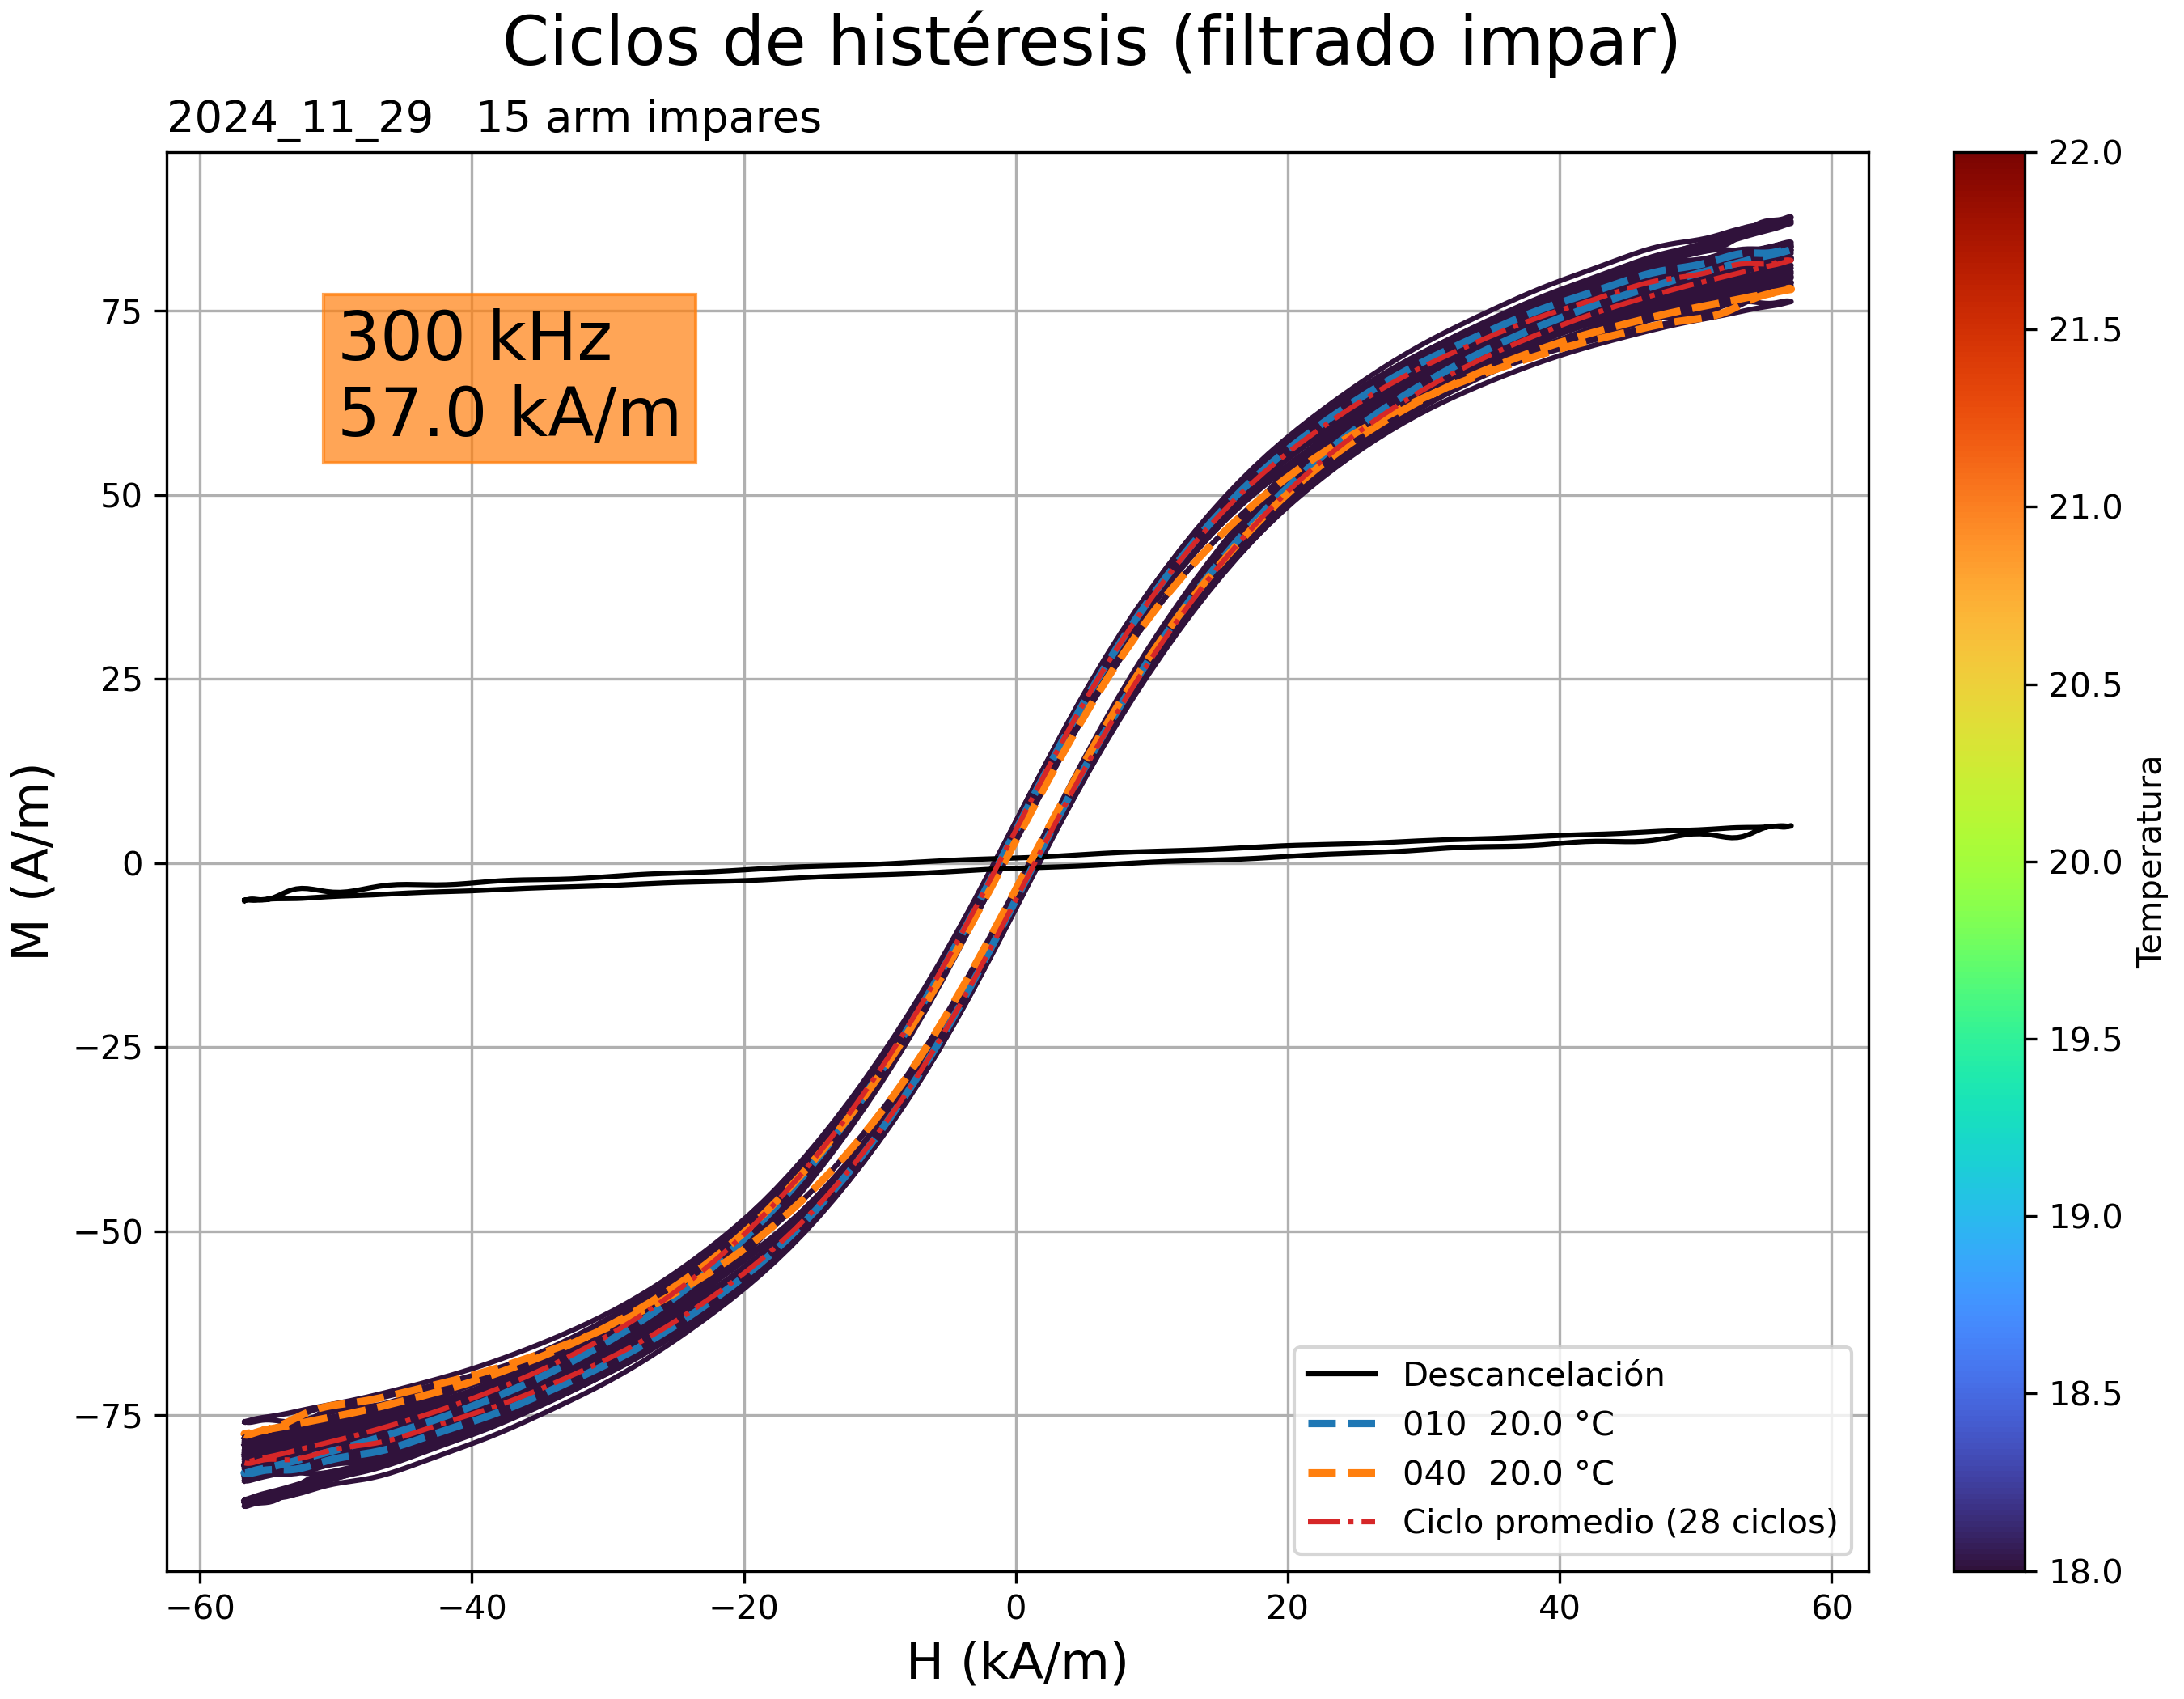 Ciclos de histéresis (filtrado impar)
2024_11_29   15 arm impares
300 kHz
57.0 kA/m
75
50
25
0
−25
−50
−75
M (A/m)
−60
−40
−20
0
20
40
60
H (kA/m)
Descancelación
010  20.0 °C
040  20.0 °C
Ciclo promedio (28 ciclos)
22.0
21.5
21.0
20.5
20.0
19.5
19.0
18.5
18.0
Temperatura